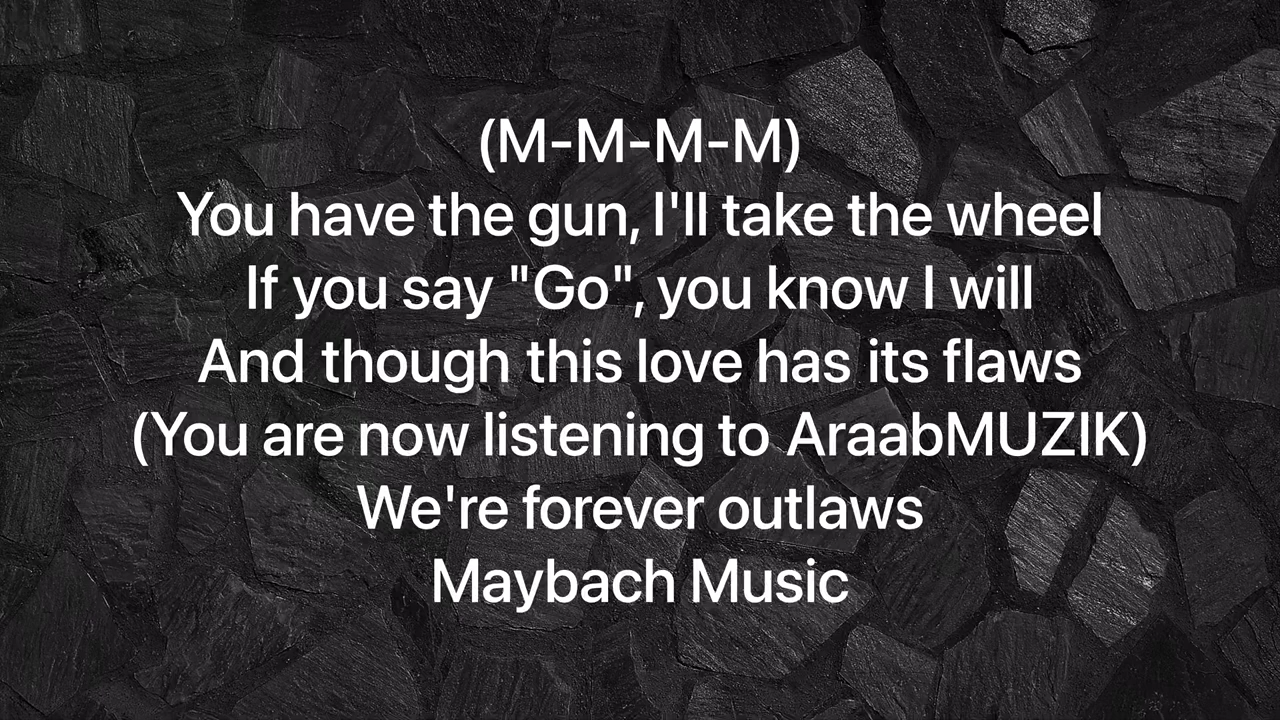 (M-M-M-M)
You have the gun, I'll take the wheel
If you say "Go", you know I will
And though this love has its flaws
(You are now listening to AraabMUZIK)
We're forever outlaws
Maybach Music